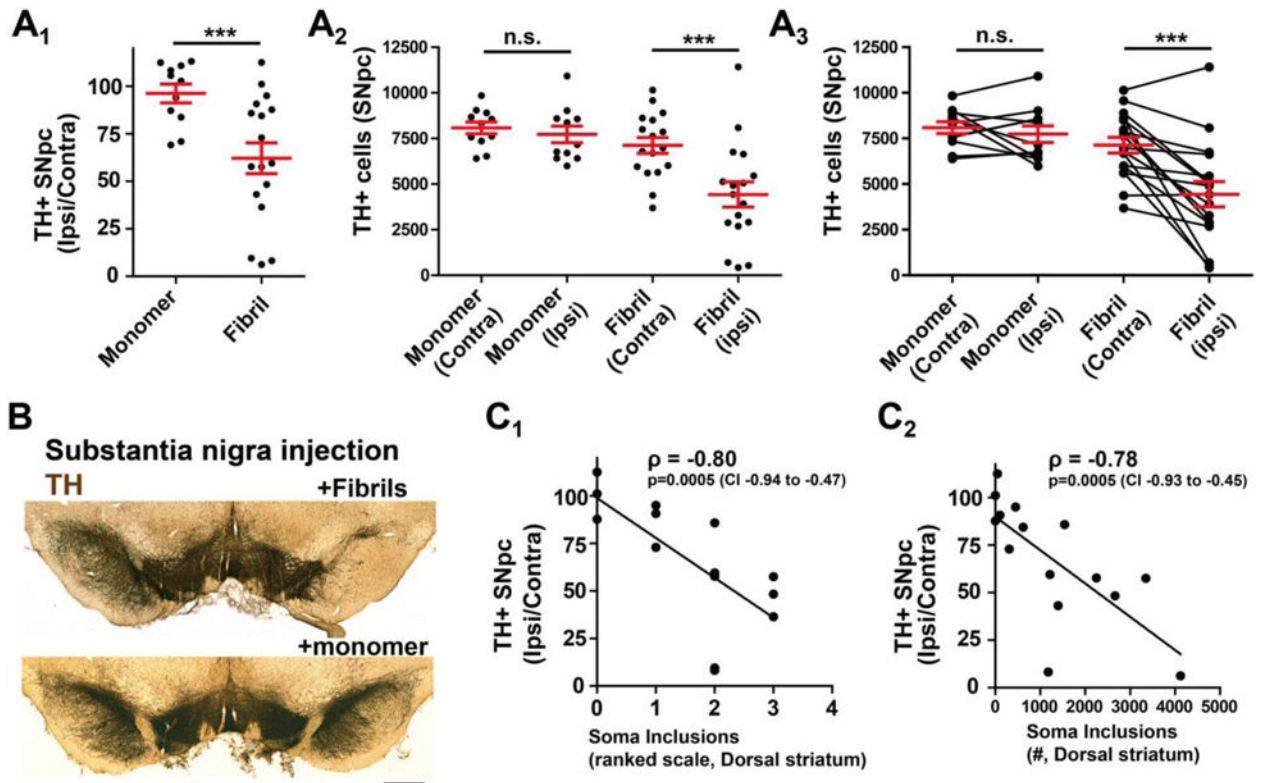 A1
***
TH+ SNpc
(Ipsi/Contra)
100
75
50
25
0
Monomer
Fibril
A2
n.s.
***
TH+ cells (SNpc)
12500
10000
7500
5000
2500
0
Monomer
(Contra)
Monomer
(Ipsi)
Fibril
(Contra)
Fibril
(ipsi)
A3
n.s.
***
TH+ cells (SNpc)
12500
10000
7500
5000
2500
0
Monomer
(Contra)
Monomer
(Ipsi)
Fibril
(Contra)
Fibril
(ipsi)
B
Substantia nigra injection
TH
+Fibrils
+monomer
C1
ρ = -0.80
p=0.0005 (CI -0.94 to -0.47)
TH+ SNpc
(Ipsi/Contra)
100
75
50
25
0
0 1 2 3 4
Soma Inclusions
(ranked scale, Dorsal striatum)
C2
ρ = -0.78
p=0.0005 (CI -0.93 to -0.45)
TH+ SNpc
(Ipsi/Contra)
100
75
50
25
0
0 1000 2000 3000 4000 5000
Soma Inclusions
(#, Dorsal striatum)